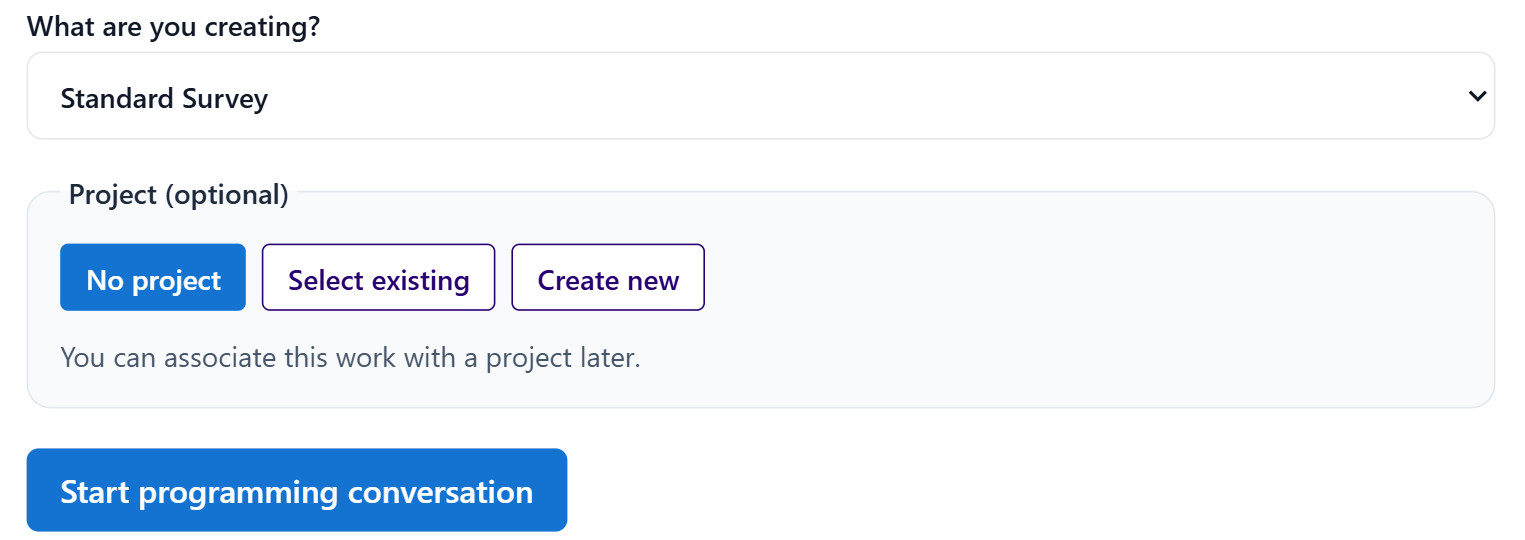 What are you creating?
Standard Survey
Project (optional)
No project
Select existing
Create new
You can associate this work with a project later.
Start programming conversation